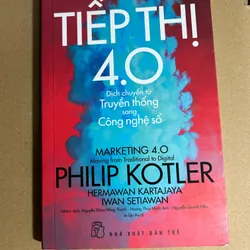 TIẾP THỊ
4.0
Dịch chuyển từ
Truyền thống
sang
Công nghệ số
MARKETING 4.0
Moving from Traditional to Digital
PHILIP KOTLER
HERMAWAN KARTAJAYA
IWAN SETIAWAN
NHÀ XUẤT BẢN TRẺ